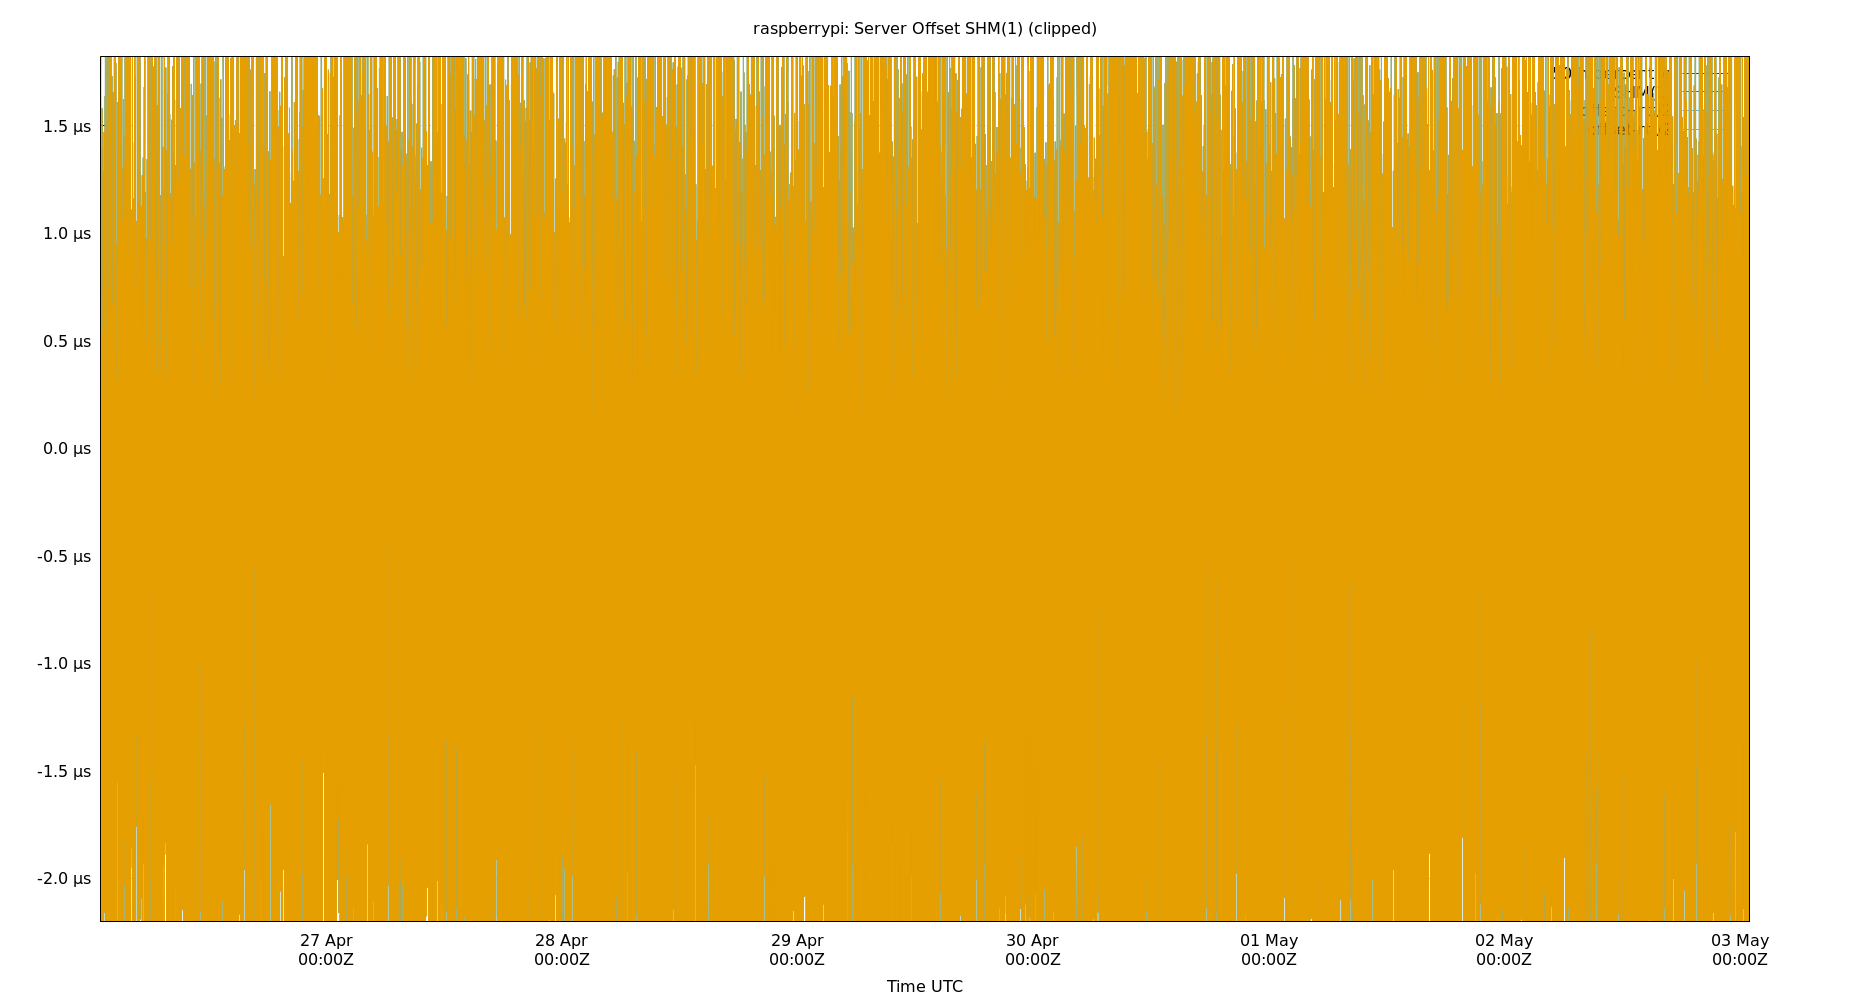 raspberrypi: Server Offset SHM(1) (clipped)
1.5 µs
1.0 µs
0.5 µs
0.0 µs
-0.5 µs
-1.0 µs
-1.5 µs
-2.0 µs
27 Apr 28 Apr 29 Apr 30 Apr 01 May 02 May 03 May
00:00Z 00:00Z 00:00Z 00:00Z 00:00Z 00:00Z 00:00Z
Time UTC